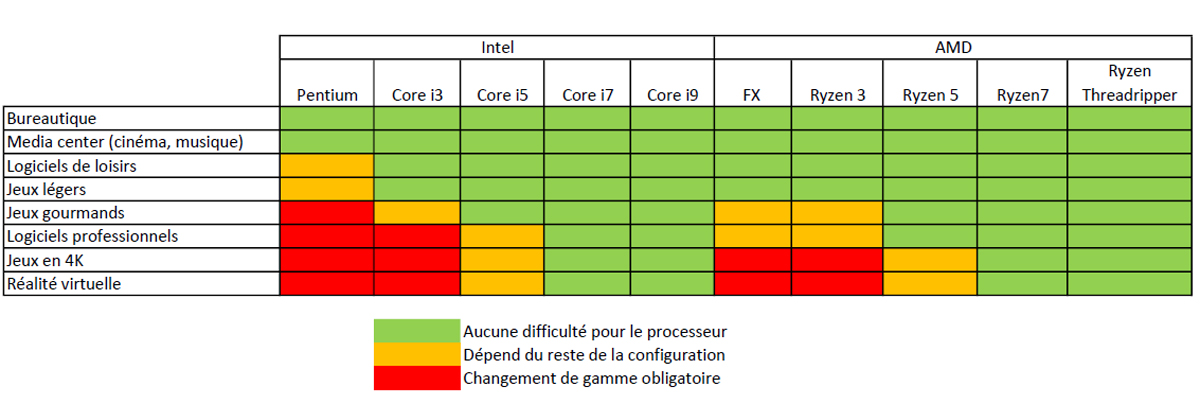 Intel AMD
Pentium Core i3 Core i5 Core i7 Core i9 FX Ryzen 3 Ryzen 5 Ryzen7 Ryzen Threadripper
Bureautique
Media center (cinéma, musique)
Logiciels de loisirs
Jeux légers
Jeux gourmands
Logiciels professionnels
Jeux en 4K
Réalité virtuelle
Aucune difficulté pour le processeur
Dépend du reste de la configuration
Changement de gamme obligatoire